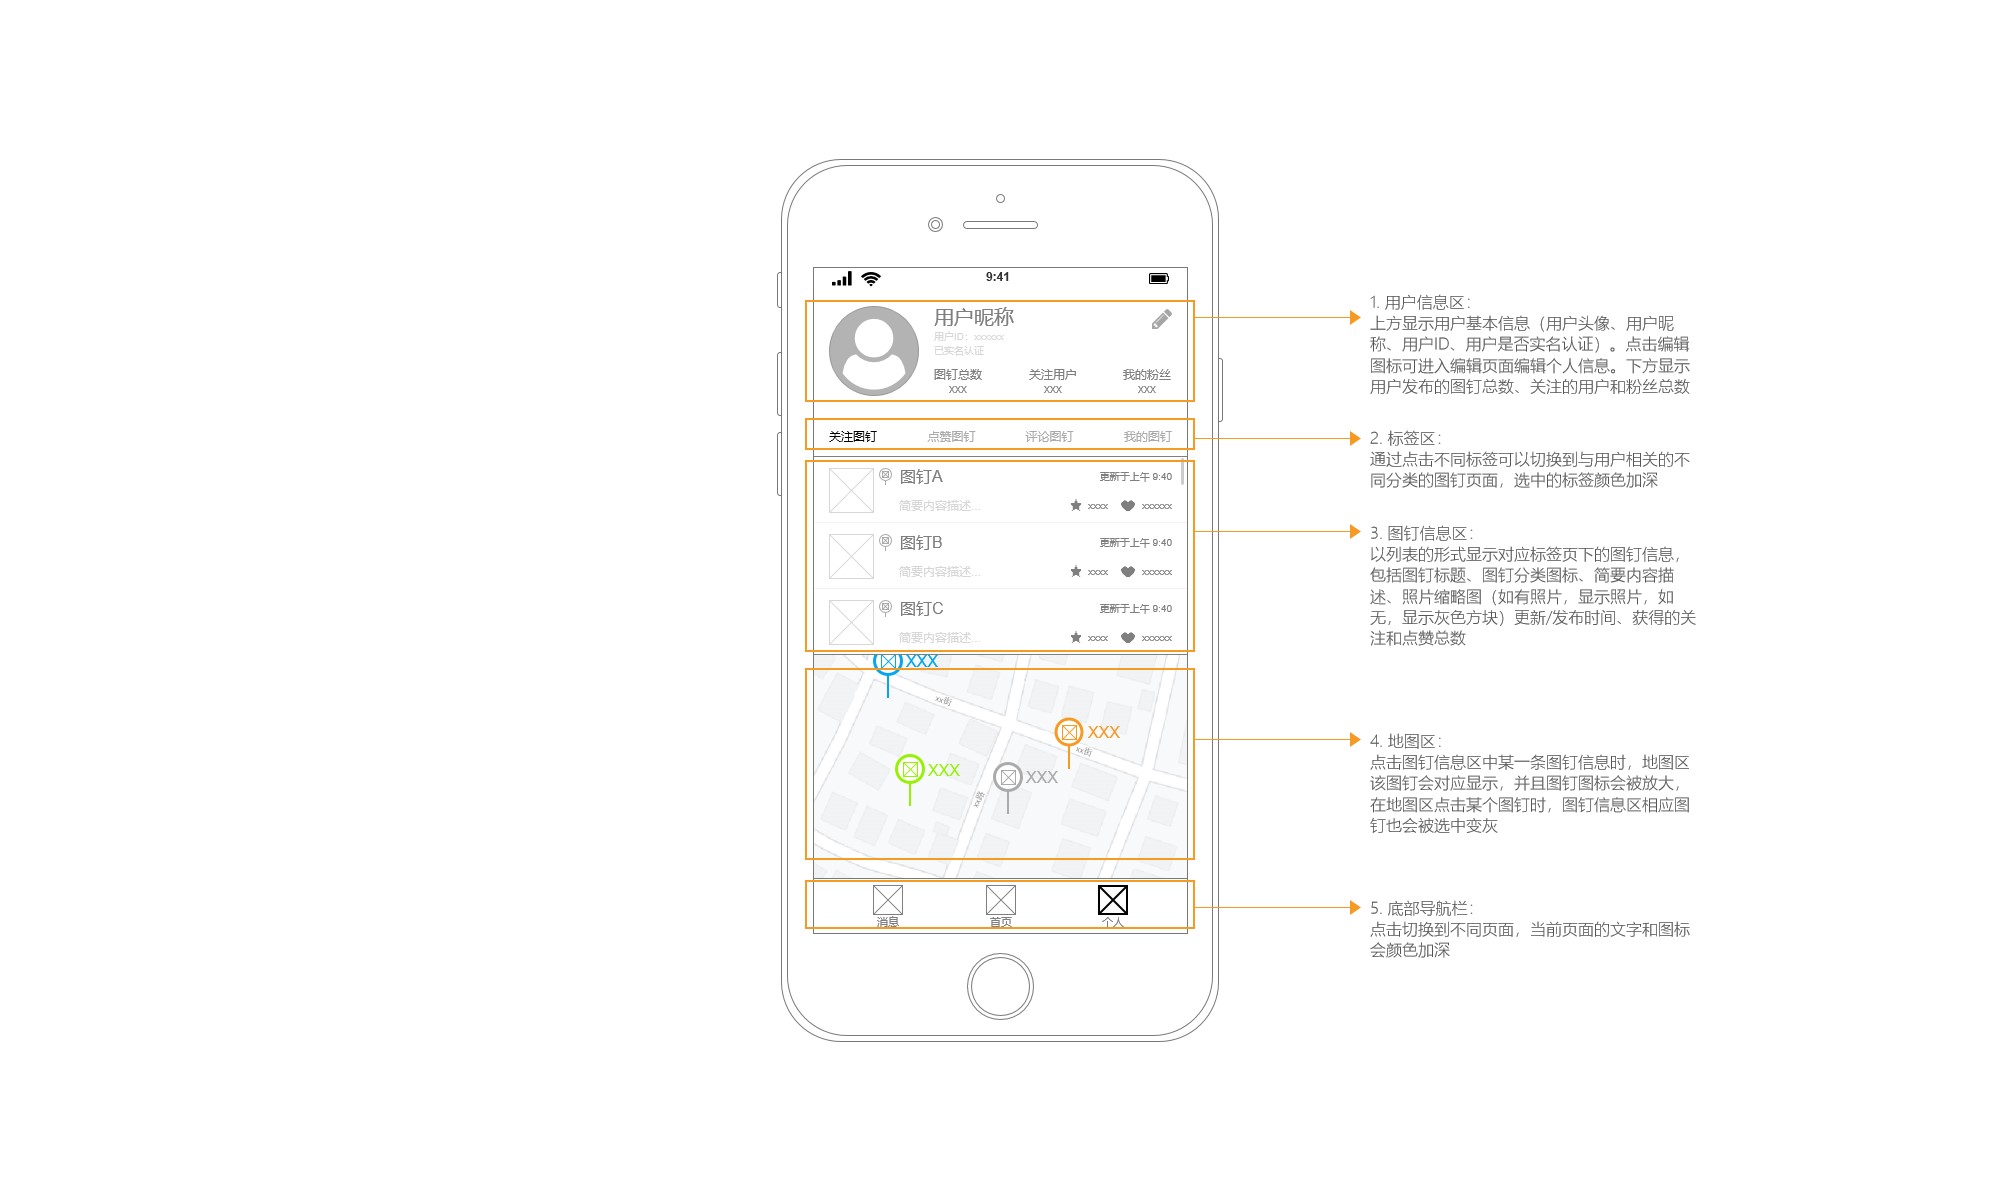 9:41
用户昵称
用户ID：xxxxxx
已实名认证
图钉总数 关注用户 我的粉丝
xxx xxx xxx
关注图钉 点赞图钉 评论图钉 我的图钉
图钉A 更新于上午 9:40
简要内容描述... xxxx xxxxxx
图钉B 更新于上午 9:40
简要内容描述... xxxx xxxxxx
图钉C 更新于上午 9:40
简要内容描述... xxxx xxxxxx
XXX
xx街
XXX
xx街
XXX
XXX
xx路
消息 首页 个人
1. 用户信息区：
上方显示用户基本信息（用户头像、用户昵
称、用户ID、用户是否实名认证）。点击编辑
图标可进入编辑页面编辑个人信息。下方显示
用户发布的图钉总数、关注的用户和粉丝总数
2. 标签区：
通过点击不同标签可以切换到与用户相关的不
同分类的图钉页面，选中的标签颜色加深
3. 图钉信息区：
以列表的形式显示对应标签页下的图钉信息，
包括图钉标题、图钉分类图标、简要内容描
述、照片缩略图（如有照片，显示照片，如
无，显示灰色方块）更新/发布时间、获得的关
注和点赞总数
4. 地图区：
点击图钉信息区中某一条图钉信息时，地图区
该图钉会对应显示，并且图钉图标会被放大，
在地图区点击某个图钉时，图钉信息区相应图
钉也会被选中变灰
5. 底部导航栏：
点击切换到不同页面，当前页面的文字和图标
会颜色加深